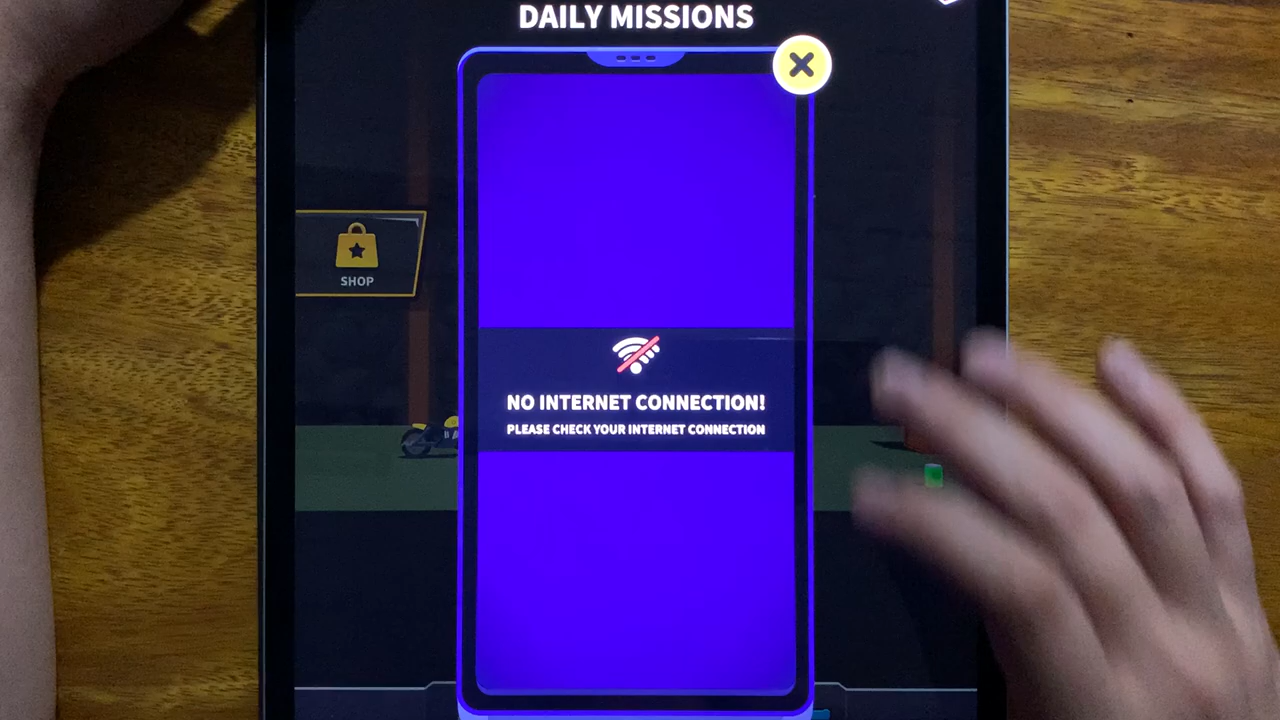 DAILY MISSIONS
SHOP
NO INTERNET CONNECTION!
PLEASE CHECK YOUR INTERNET CONNECTION